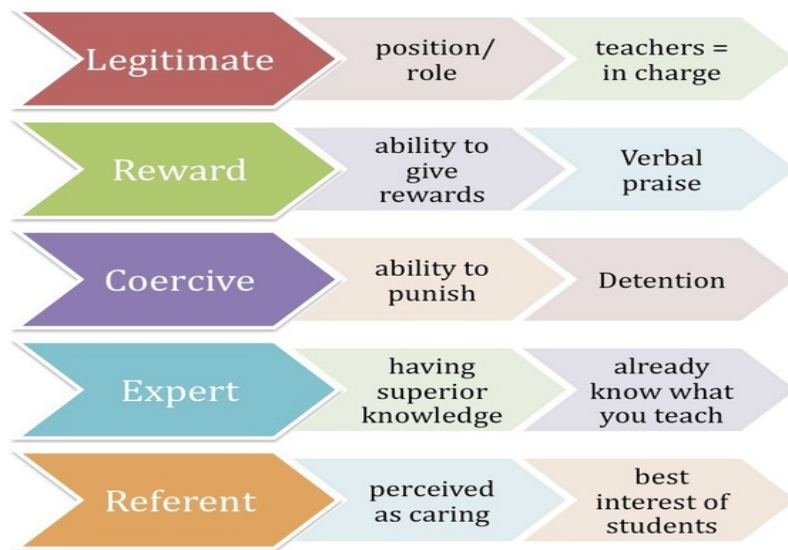 Legitimate
position/
role
teachers =
in charge
Reward
ability to
give
rewards
Verbal
praise
Coercive
ability to
punish
Detention
Expert
having
superior
knowledge
already
know what
you teach
Referent
perceived
as caring
best
interest of
students